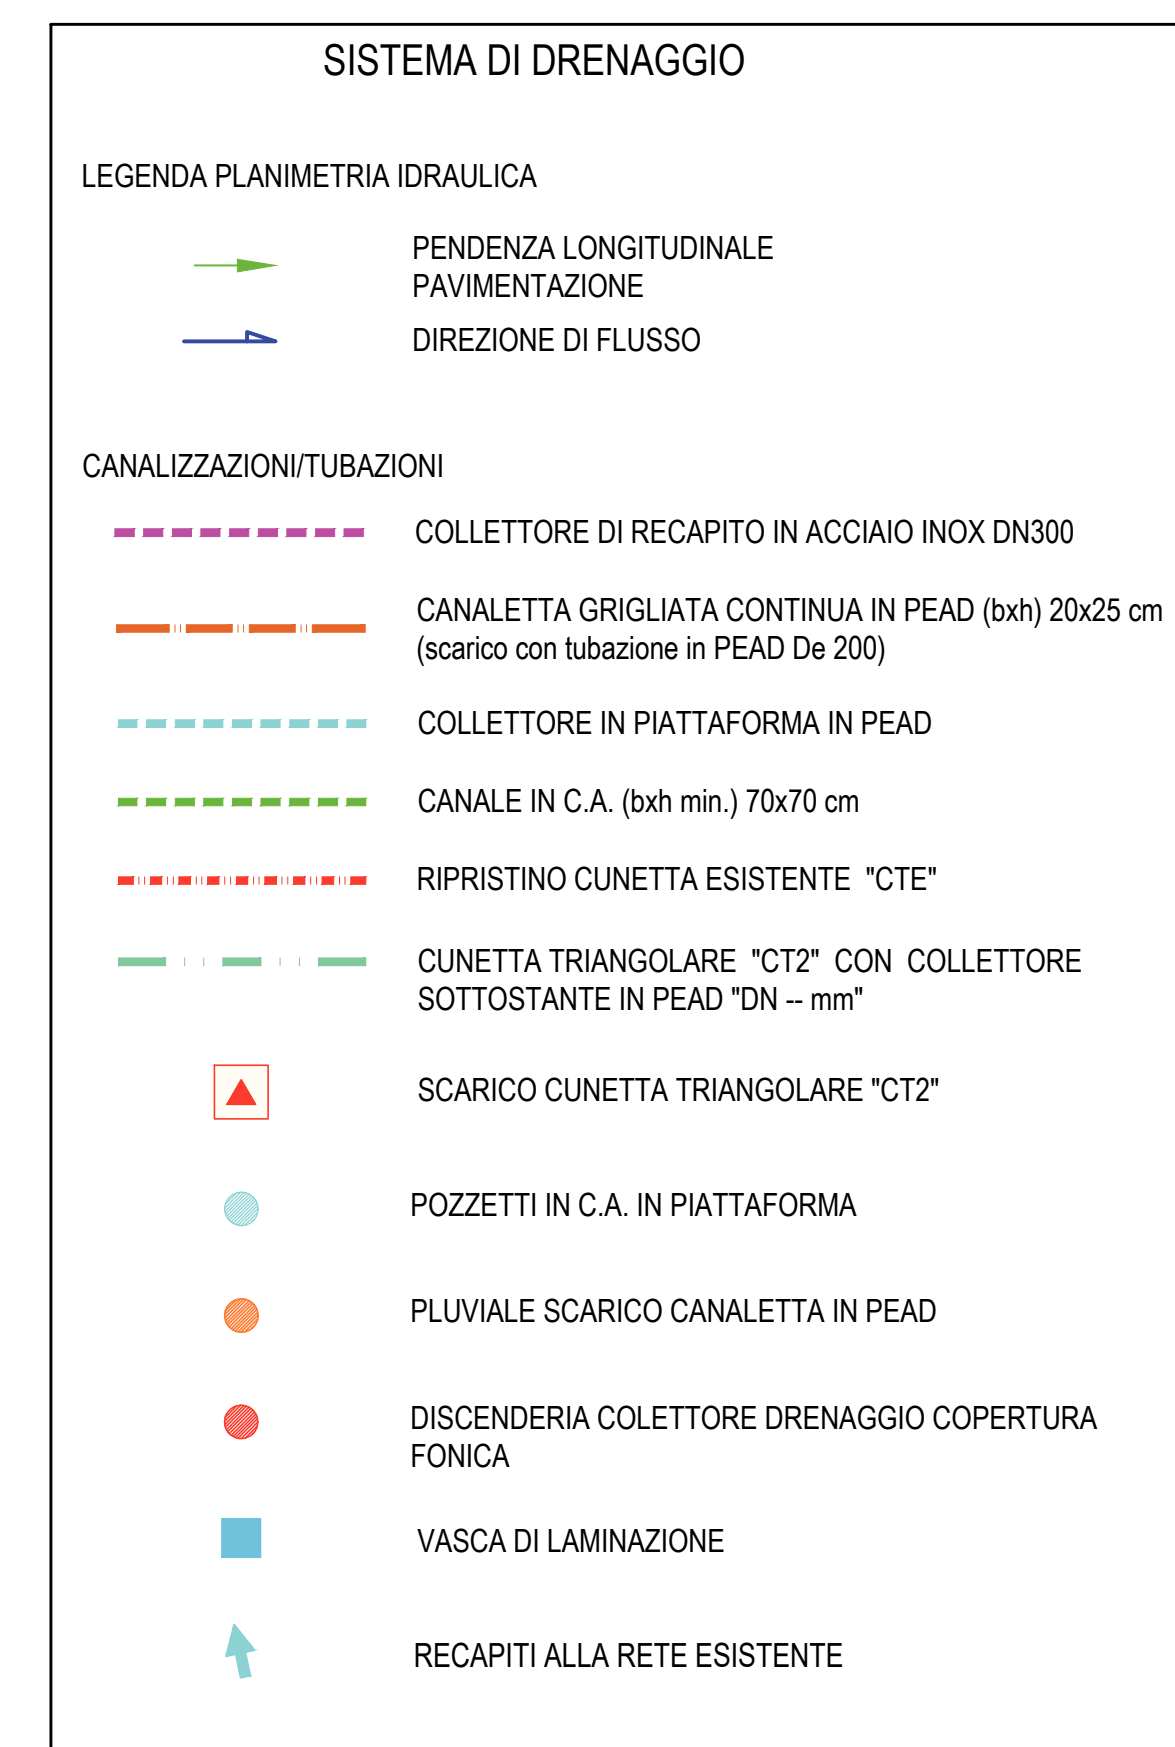 SISTEMA DI DRENAGGIO
LEGENDA PLANIMETRIA IDRAULICA
PENDENZA LONGITUDINALE
PAVIMENTAZIONE
DIREZIONE DI FLUSSO
CANALIZZAZIONI/TUBAZIONI
COLLETTORE DI RECAPITO IN ACCIAIO INOX DN300
CANALETTA GRIGLIATA CONTINUA IN PEAD (bxh) 20x25 cm
(scarico con tubazione in PEAD De 200)
COLLETTORE IN PIATTAFORMA IN PEAD
CANALE IN C.A. (bxh min.) 70x70 cm
RIPRISTINO CUNETTA ESISTENTE "CTE"
CUNETTA TRIANGOLARE "CT2" CON COLLETTORE
SOTTOSTANTE IN PEAD "DN -- mm"
SCARICO CUNETTA TRIANGOLARE "CT2"
POZZETTI IN C.A. IN PIATTAFORMA
PLUVIALE SCARICO CANALETTA IN PEAD
DISCENDERIA COLETTORE DRENAGGIO COPERTURA
FONICA
VASCA DI LAMINAZIONE
RECAPITI ALLA RETE ESISTENTE